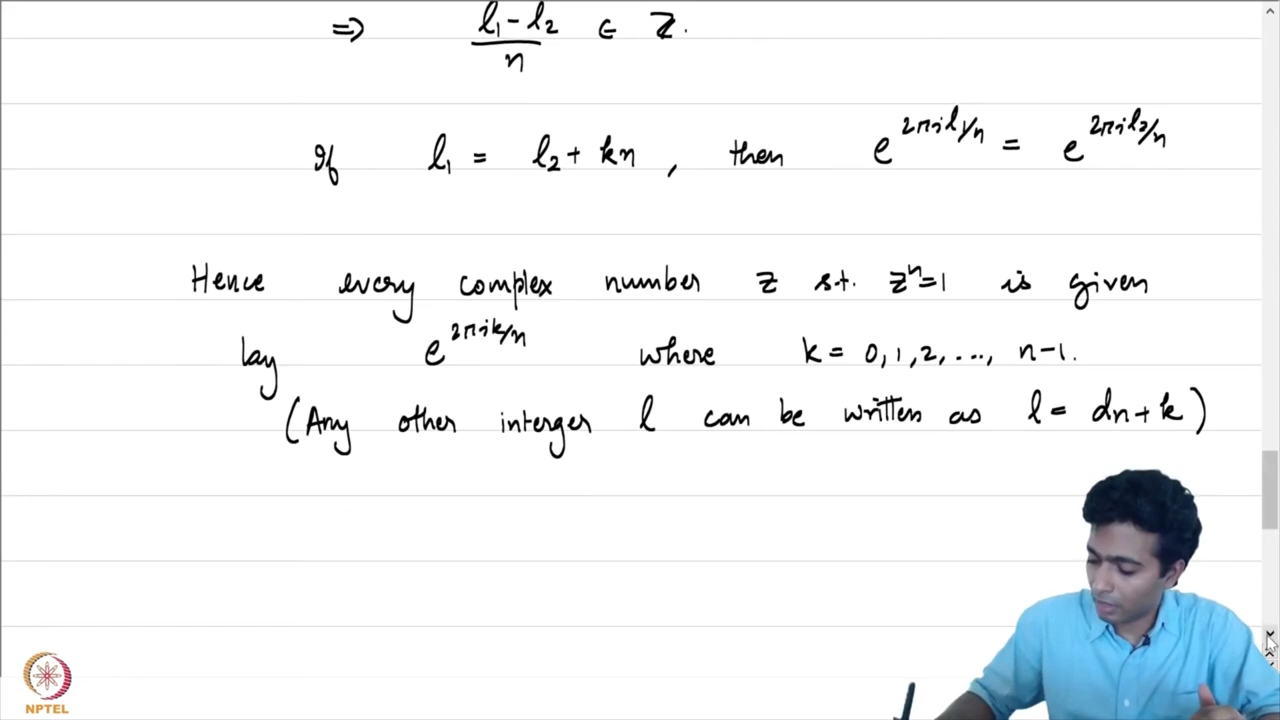 ⇒ l₁-l₂/n ∈ ℤ.
If l₁ = l₂ + kn, then e^{2πil₁/n} = e^{2πil₂/n}
Hence every complex number z s.t. zⁿ=1 is given
by e^{2πik/n} where k = 0, 1, 2, ..., n-1.
(Any other interger l can be written as l = dn + k)
NPTEL